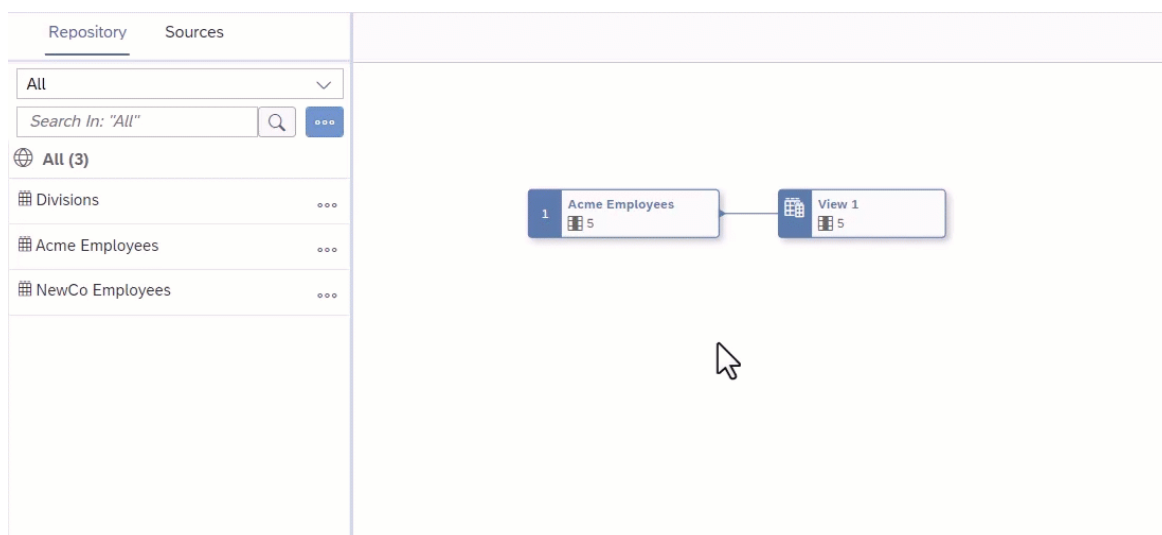 Repository Sources
All
Search In: "All"
All (3)
Divisions
Acme Employees
NewCo Employees
1 Acme Employees
5
View 1
5